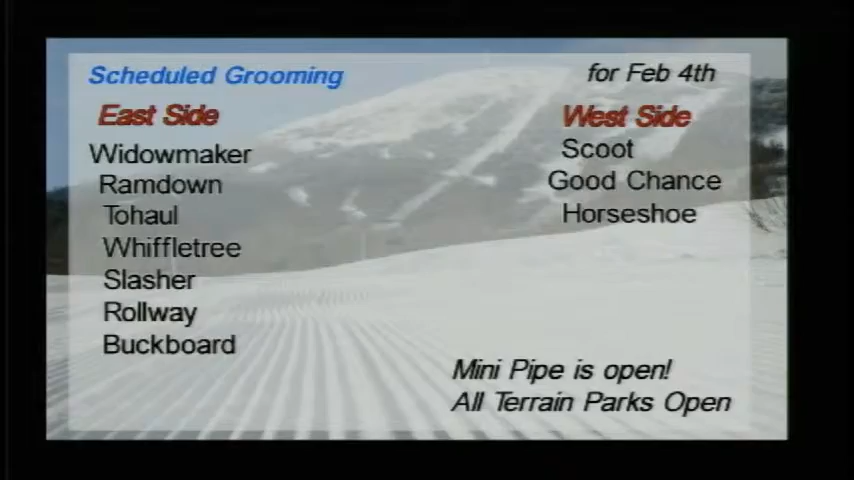 Scheduled Grooming
for Feb 4th
East Side
Widowmaker
Ramdown
Tohaul
Whiffletree
Slasher
Rollway
Buckboard
West Side
Scoot
Good Chance
Horseshoe
Mini Pipe is open!
All Terrain Parks Open